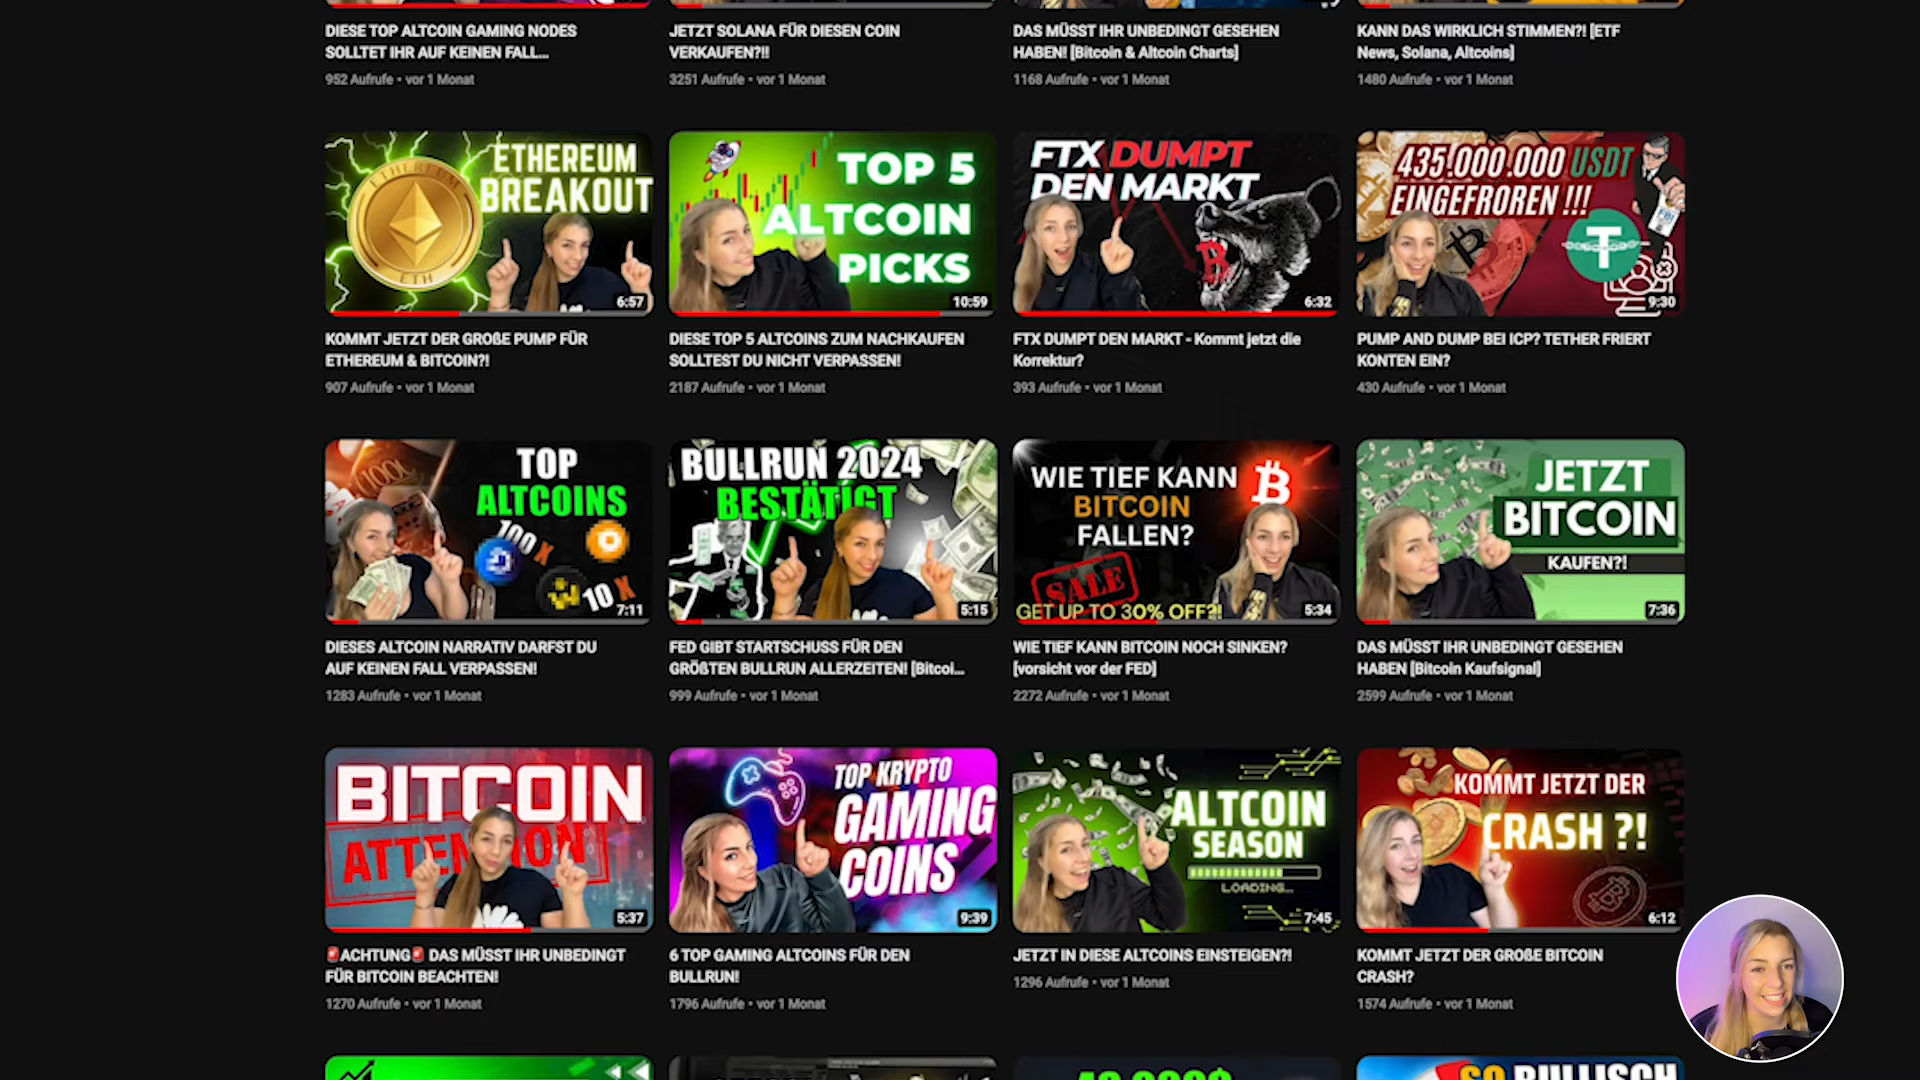 DIESE TOP ALTCOIN GAMING NODES
SOLLTET IHR AUF KEINEN FALL...
952 Aufrufe • vor 1 Monat
JETZT SOLANA FÜR DIESEN COIN
VERKAUFEN?!!
3251 Aufrufe • vor 1 Monat
DAS MÜSST IHR UNBEDINGT GESEHEN
HABEN! [Bitcoin & Altcoin Charts]
1168 Aufrufe • vor 1 Monat
KANN DAS WIRKLICH STIMMEN?! [ETF
News, Solana, Altcoins]
1480 Aufrufe • vor 1 Monat
ETHEREUM
BREAKOUT
ETHEREUM
ETH
6:57
KOMMT JETZT DER GROßE PUMP FÜR
ETHEREUM & BITCOIN?!
907 Aufrufe • vor 1 Monat
TOP 5
ALTCOIN
PICKS
10:59
DIESE TOP 5 ALTCOINS ZUM NACHKAUFEN
SOLLTEST DU NICHT VERPASSEN!
2187 Aufrufe • vor 1 Monat
FTX DUMPT
DEN MARKT
6:32
FTX DUMPT DEN MARKT - Kommt jetzt die
Korrektur?
393 Aufrufe • vor 1 Monat
435.000.000 USDT
EINGEFROREN !!!
FBI
9:30
PUMP AND DUMP BEI ICP? TETHER FRIERT
KONTEN EIN?
430 Aufrufe • vor 1 Monat
TOP
ALTCOINS
100 X
10 X
7:11
DIESES ALTCOIN NARRATIV DARFST DU
AUF KEINEN FALL VERPASSEN!
1283 Aufrufe • vor 1 Monat
BULLRUN 2024
BESTÄTIGT
5:15
FED GIBT STARTSCHUSS FÜR DEN
GRÖßTEN BULLRUN ALLERZEITEN! [Bitcoi...
999 Aufrufe • vor 1 Monat
WIE TIEF KANN
BITCOIN
FALLEN?
SALE
GET UP TO 30% OFF?!
5:34
WIE TIEF KANN BITCOIN NOCH SINKEN?
[vorsicht vor der FED]
2272 Aufrufe • vor 1 Monat
JETZT
BITCOIN
KAUFEN?!
7:36
DAS MÜSST IHR UNBEDINGT GESEHEN
HABEN [Bitcoin Kaufsignal]
2599 Aufrufe • vor 1 Monat
BITCOIN
ATTENTION
5:37
🚨ACHTUNG🚨 DAS MÜSST IHR UNBEDINGT
FÜR BITCOIN BEACHTEN!
1270 Aufrufe • vor 1 Monat
TOP KRYPTO
GAMING
COINS
9:39
6 TOP GAMING ALTCOINS FÜR DEN
BULLRUN!
1796 Aufrufe • vor 1 Monat
ALTCOIN
SEASON
LOADING...
7:45
JETZT IN DIESE ALTCOINS EINSTEIGEN?!
1296 Aufrufe • vor 1 Monat
KOMMT JETZT DER
CRASH ?!
6:12
KOMMT JETZT DER GROßE BITCOIN
CRASH?
1574 Aufrufe • vor 1 Monat
SO BULLISCH